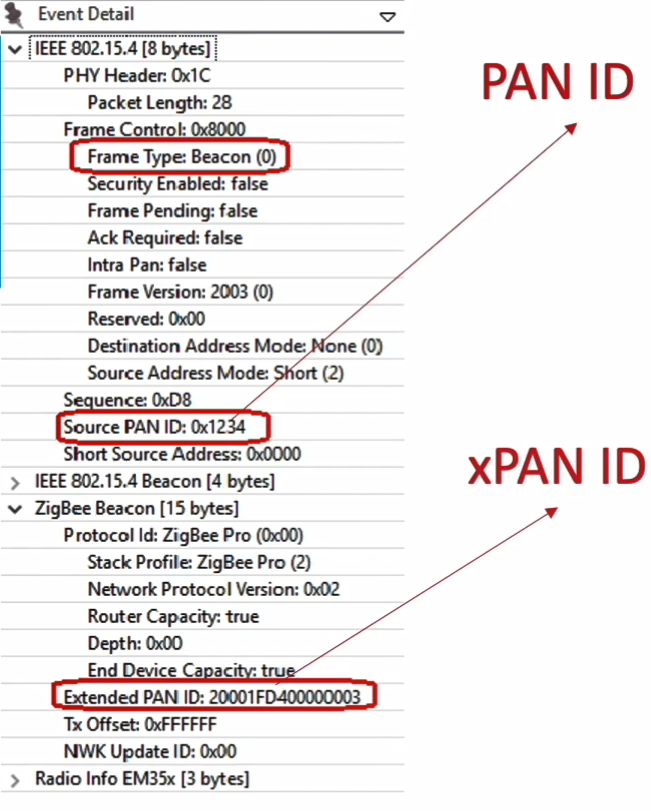 Event Detail
IEEE 802.15.4 [8 bytes]
PHY Header: 0x1C
Packet Length: 28
Frame Control: 0x8000
Frame Type: Beacon (0)
Security Enabled: false
Frame Pending: false
Ack Required: false
Intra Pan: false
Frame Version: 2003 (0)
Reserved: 0x00
Destination Address Mode: None (0)
Source Address Mode: Short (2)
Sequence: 0xD8
Source PAN ID: 0x1234
Short Source Address: 0x0000
IEEE 802.15.4 Beacon [4 bytes]
ZigBee Beacon [15 bytes]
Protocol Id: ZigBee Pro (0x00)
Stack Profile: ZigBee Pro (2)
Network Protocol Version: 0x02
Router Capacity: true
Depth: 0x00
End Device Capacity: true
Extended PAN ID: 20001FD400000003
Tx Offset: 0xFFFFFF
NWK Update ID: 0x00
Radio Info EM35x [3 bytes]
PAN ID
xPAN ID